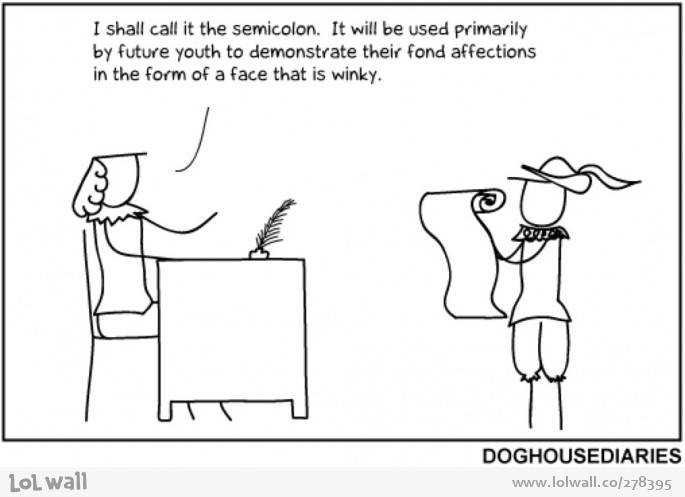 I shall call it the semicolon. It will be used primarily
by future youth to demonstrate their fond affections
in the form of a face that is winky.
DOGHOUSEDIARIES
LoL wall
www.lolwall.co/278395